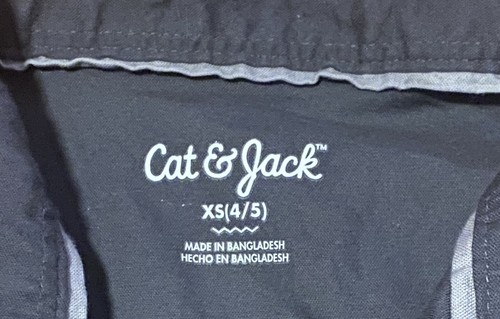 Cat & Jack™
XS(4/5)
MADE IN BANGLADESH
HECHO EN BANGLADESH